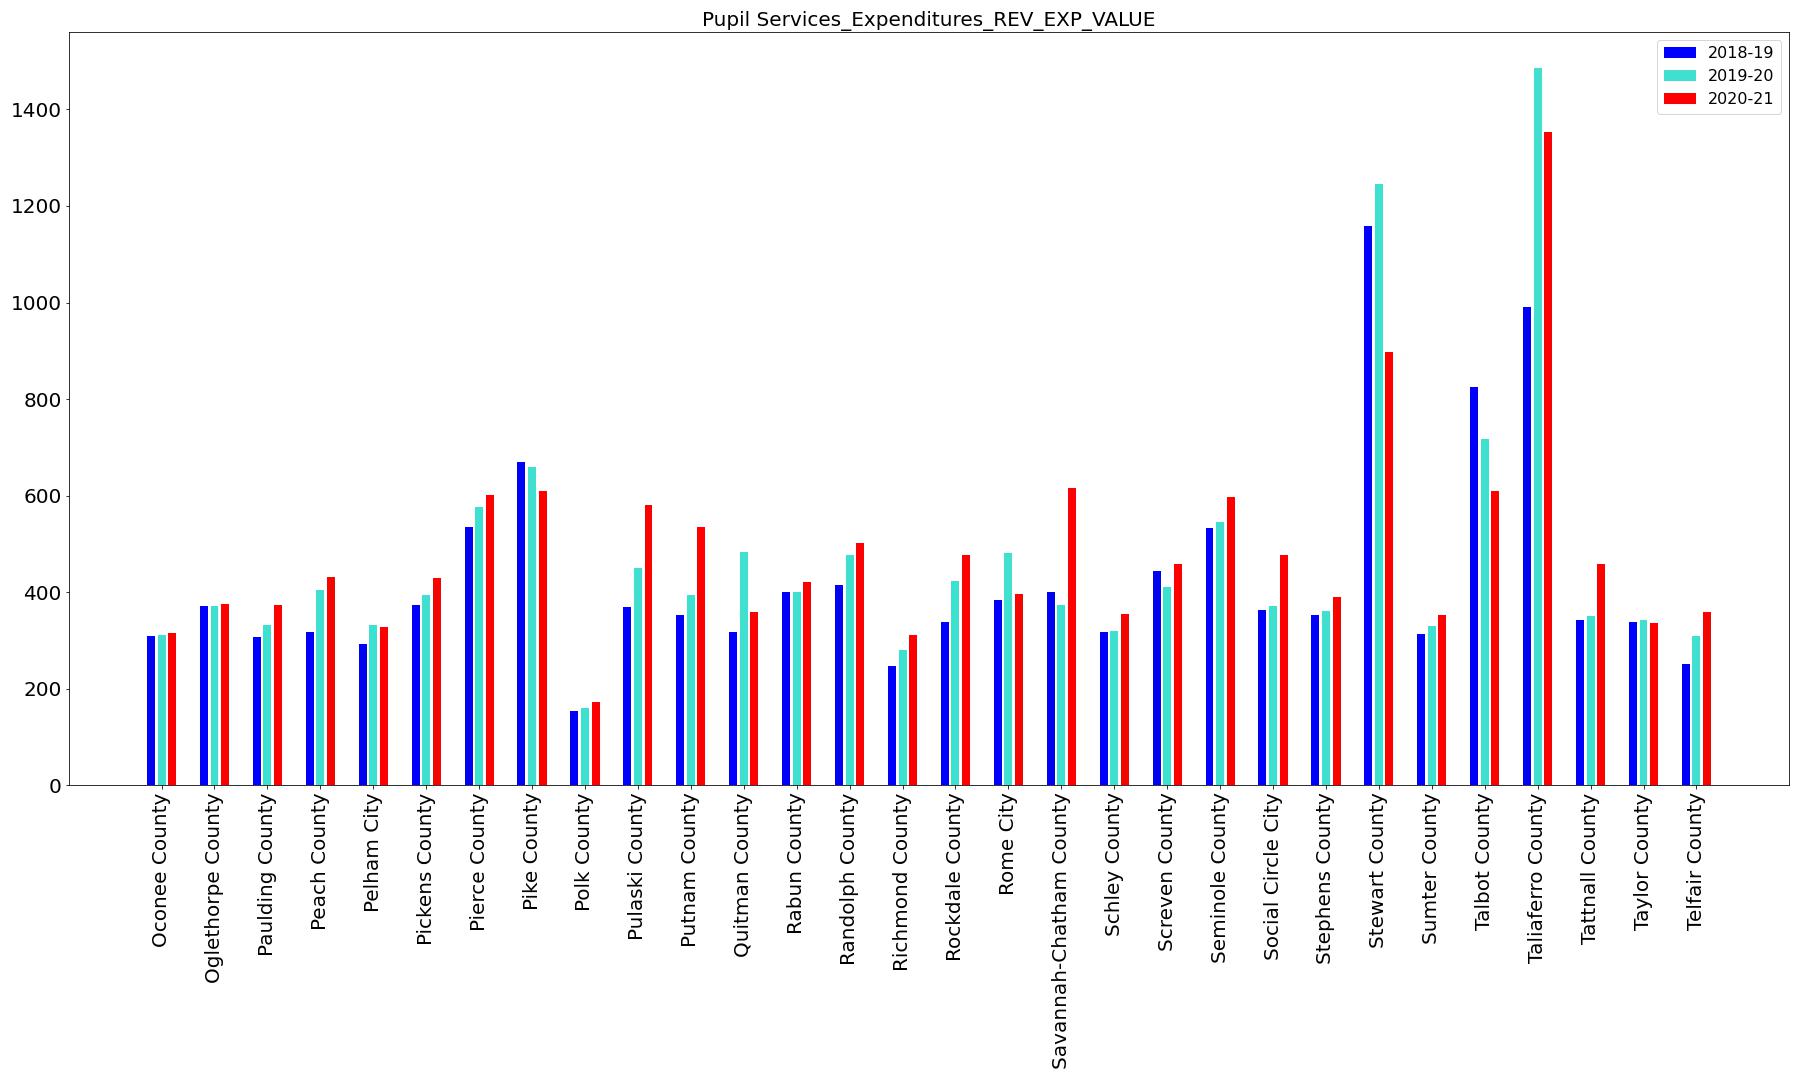 Pupil Services_Expenditures_REV_EXP_VALUE
2018-19
2019-20
2020-21
1400
1200
1000
800
600
400
200
0
Oconee County
Oglethorpe County
Paulding County
Peach County
Pelham City
Pickens County
Pierce County
Pike County
Polk County
Pulaski County
Putnam County
Quitman County
Rabun County
Randolph County
Richmond County
Rockdale County
Rome City
Savannah-Chatham County
Schley County
Screven County
Seminole County
Social Circle City
Stephens County
Stewart County
Sumter County
Talbot County
Taliaferro County
Tattnall County
Taylor County
Telfair County